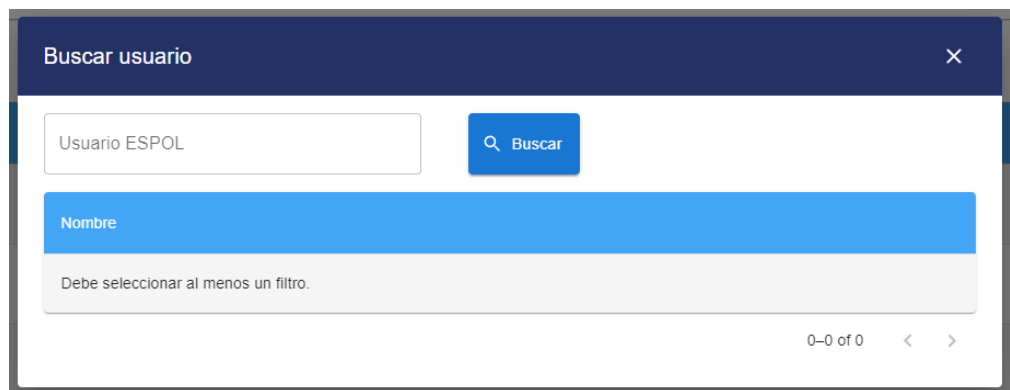 Buscar usuario
Usuario ESPOL
Buscar
Nombre
Debe seleccionar al menos un filtro.
0–0 of 0